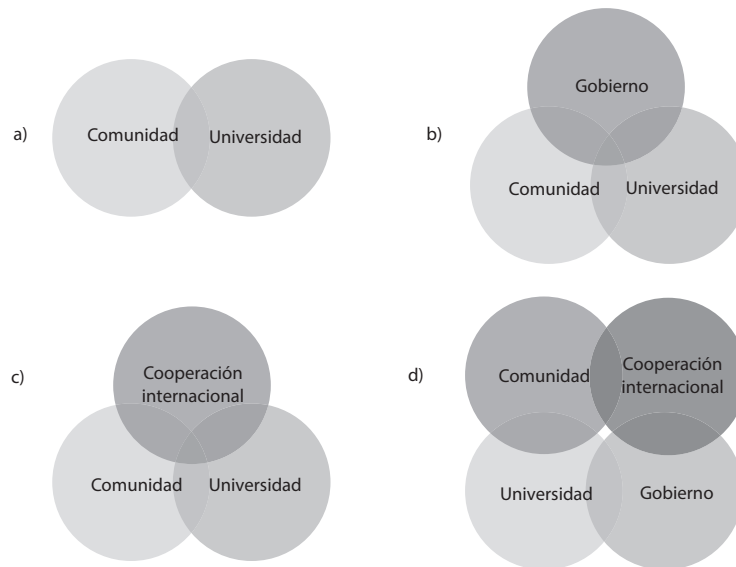 a)
Comunidad
Universidad
b)
Gobierno
Comunidad
Universidad
c)
Cooperación
internacional
Comunidad
Universidad
d)
Comunidad
Cooperación
internacional
Universidad
Gobierno